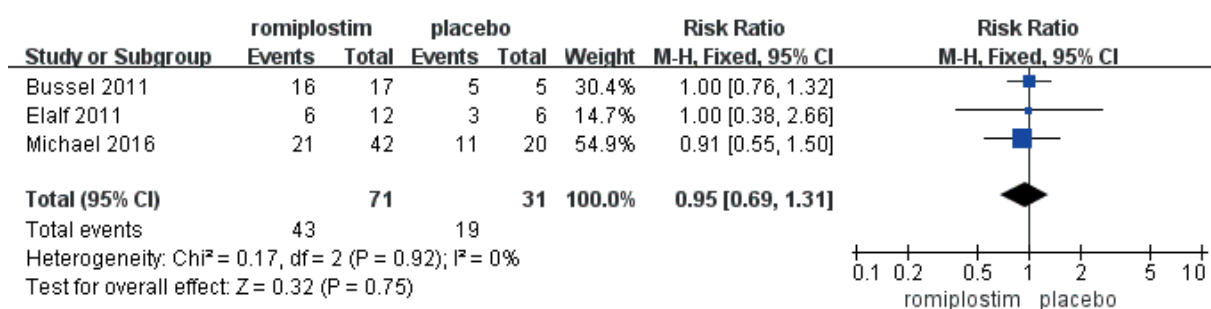 romiplostim placebo Risk Ratio Risk Ratio
Study or Subgroup Events Total Events Total Weight M-H, Fixed, 95% CI M-H, Fixed, 95% CI
Bussel 2011 16 17 5 5 30.4% 1.00 [0.76, 1.32]
Elalf 2011 6 12 3 6 14.7% 1.00 [0.38, 2.66]
Michael 2016 21 42 11 20 54.9% 0.91 [0.55, 1.50]
Total (95% CI) 71 31 100.0% 0.95 [0.69, 1.31]
Total events 43 19
Heterogeneity: Chi² = 0.17, df = 2 (P = 0.92); I² = 0%
Test for overall effect: Z = 0.32 (P = 0.75)
0.1 0.2 0.5 1 2 5 10
romiplostim placebo